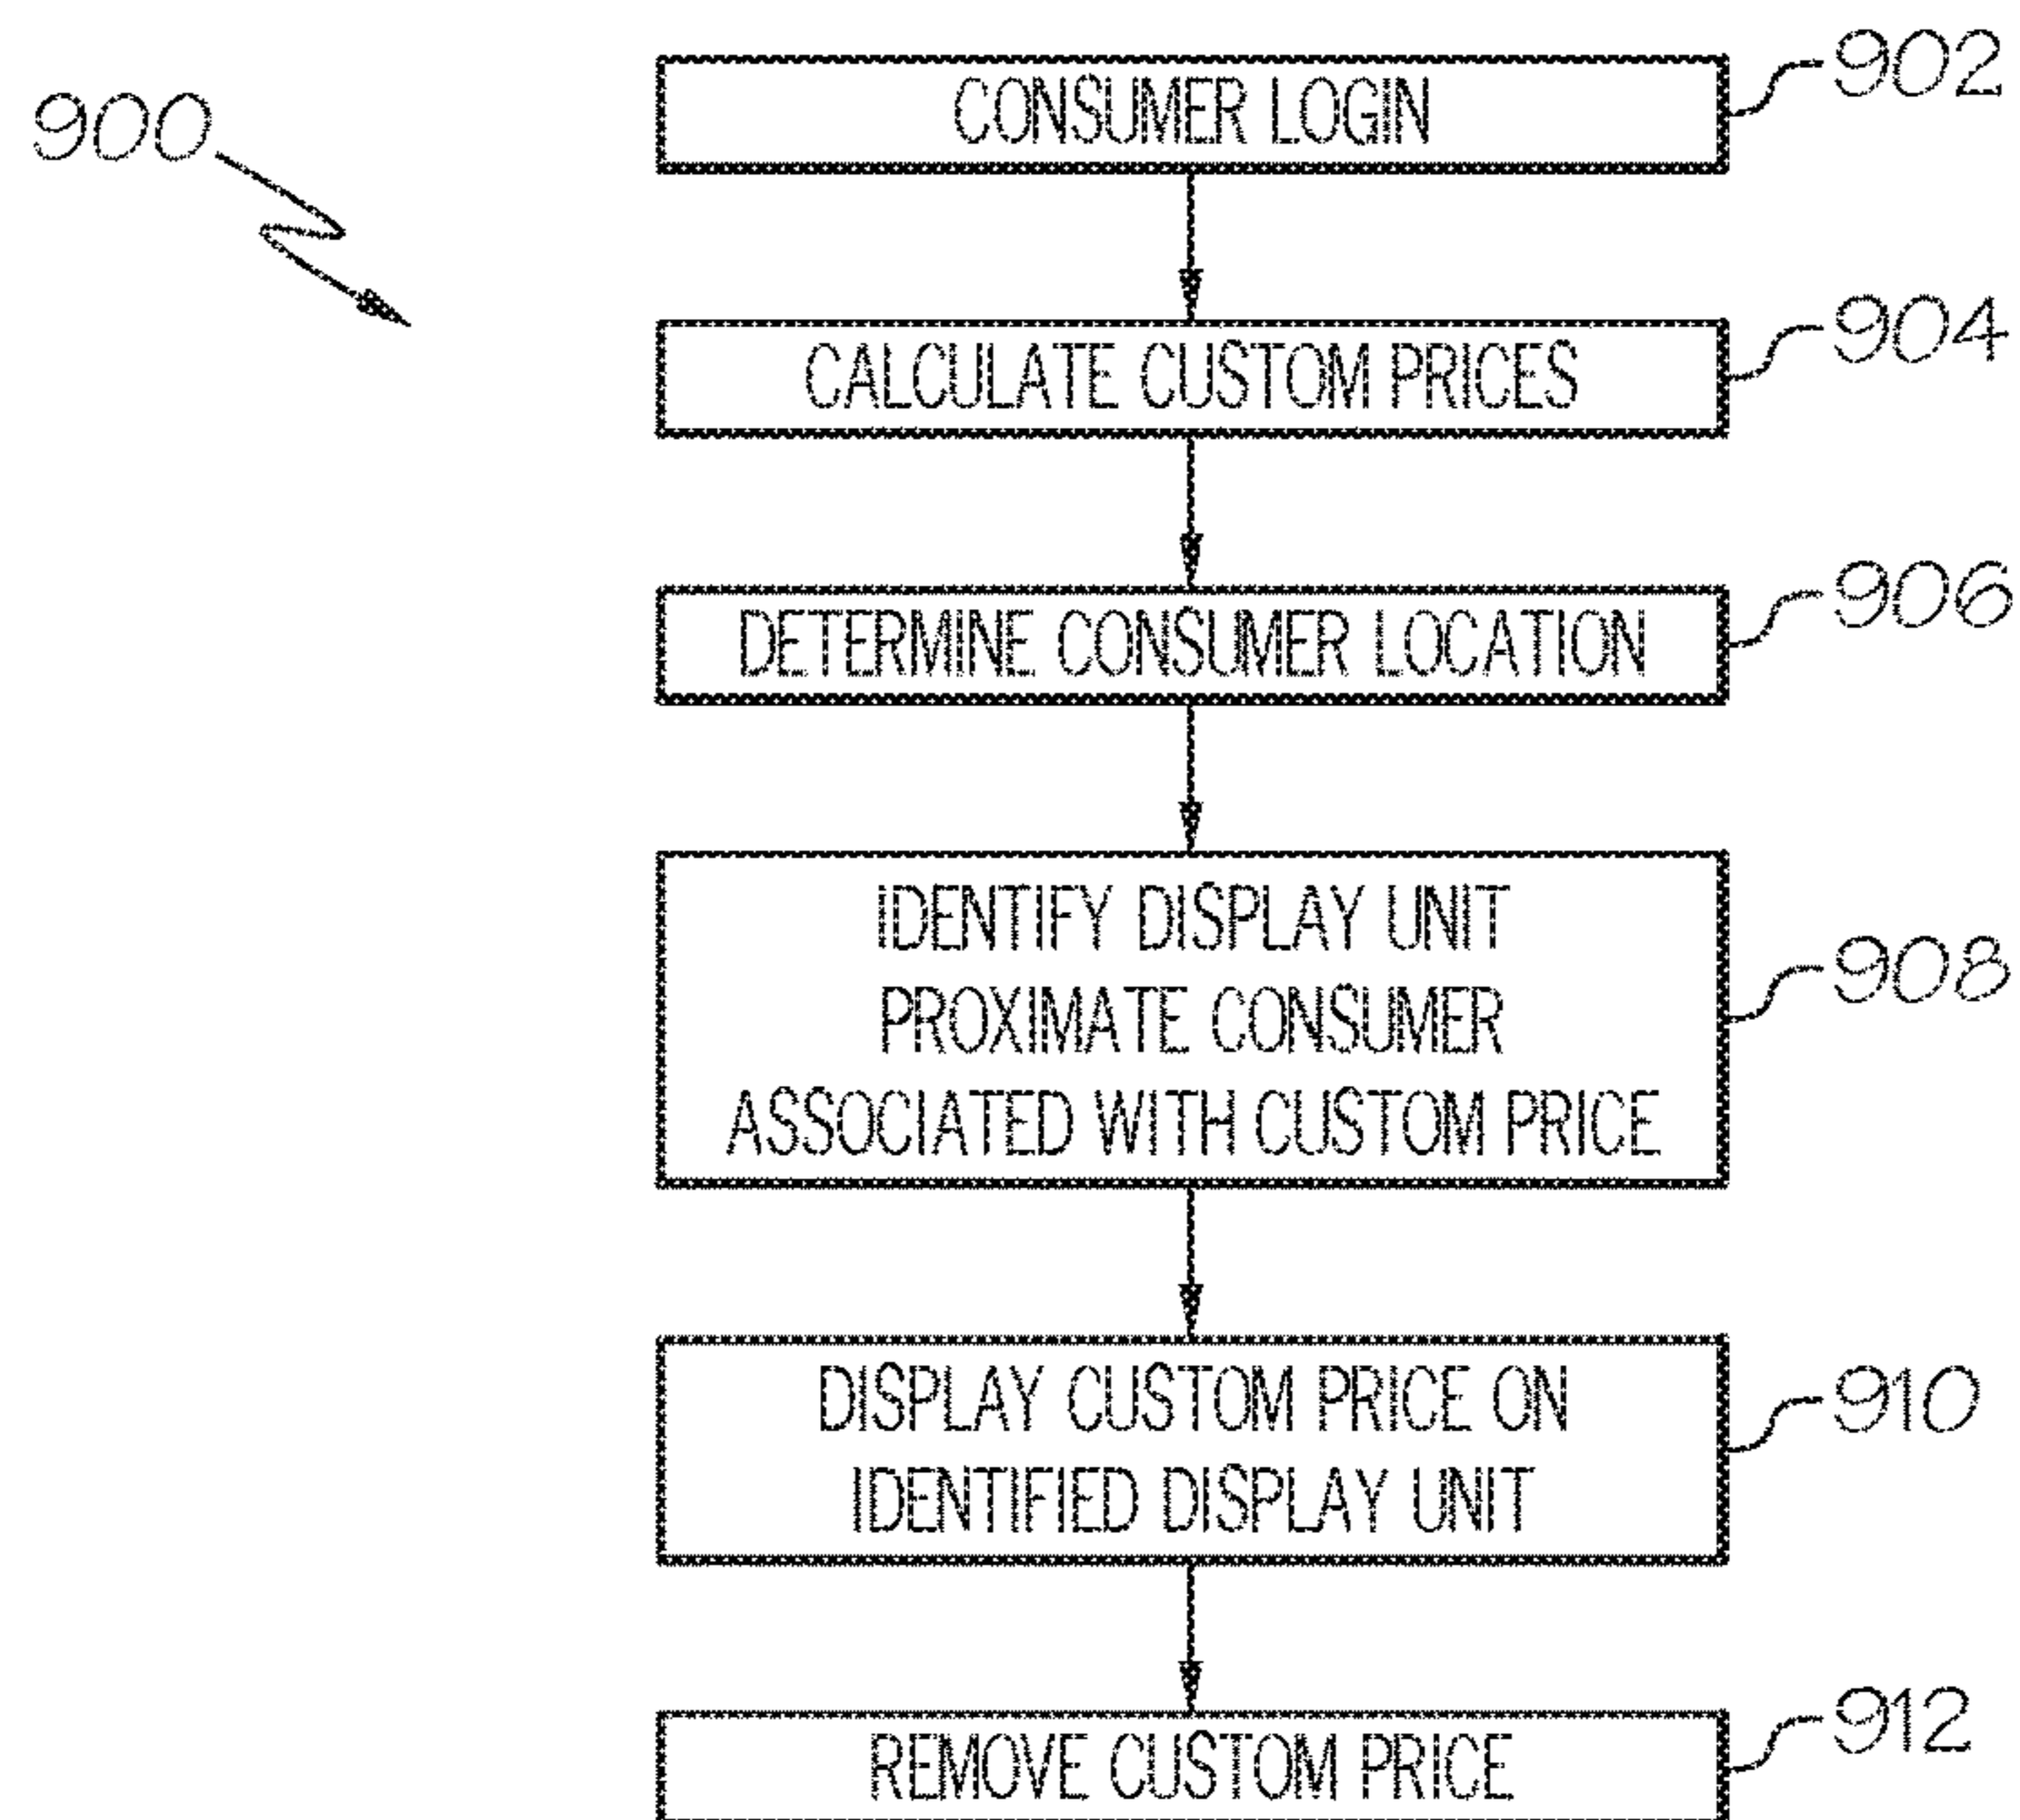 900
CONSUMER LOGIN
902
CALCULATE CUSTOM PRICES
904
DETERMINE CONSUMER LOCATION
906
IDENTIFY DISPLAY UNIT
PROXIMATE CONSUMER
ASSOCIATED WITH CUSTOM PRICE
908
DISPLAY CUSTOM PRICE ON
IDENTIFIED DISPLAY UNIT
910
REMOVE CUSTOM PRICE
912